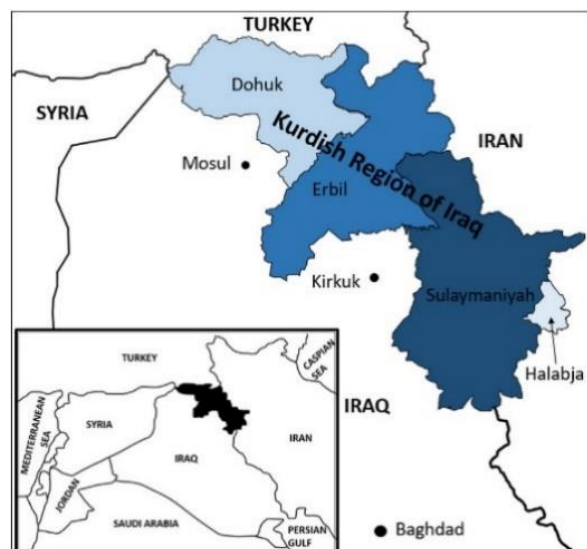 TURKEY
Dohuk
SYRIA
Kurdish Region of Iraq
IRAN
Mosul
Erbil
Kirkuk
Sulaymaniyah
Halabja
IRAQ
Baghdad
TURKEY
CASPIAN
SEA
MEDITERRANEAN
SEA
SYRIA
IRAQ
IRAN
JORDAN
SAUDI ARABIA
PERSIAN
GULF